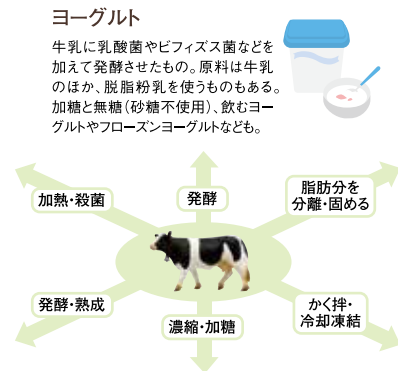 ヨーグルト
牛乳に乳酸菌やビフィズス菌などを
加えて発酵させたもの。原料は牛乳
のほか、脱脂粉乳を使うものもある。
加糖と無糖（砂糖不使用）、飲むヨー
グルトやフローズンヨーグルトなども。
加熱・殺菌
発酵
脂肪分を
分離・固める
発酵・熟成
濃縮・加糖
かく拌・
冷却凍結